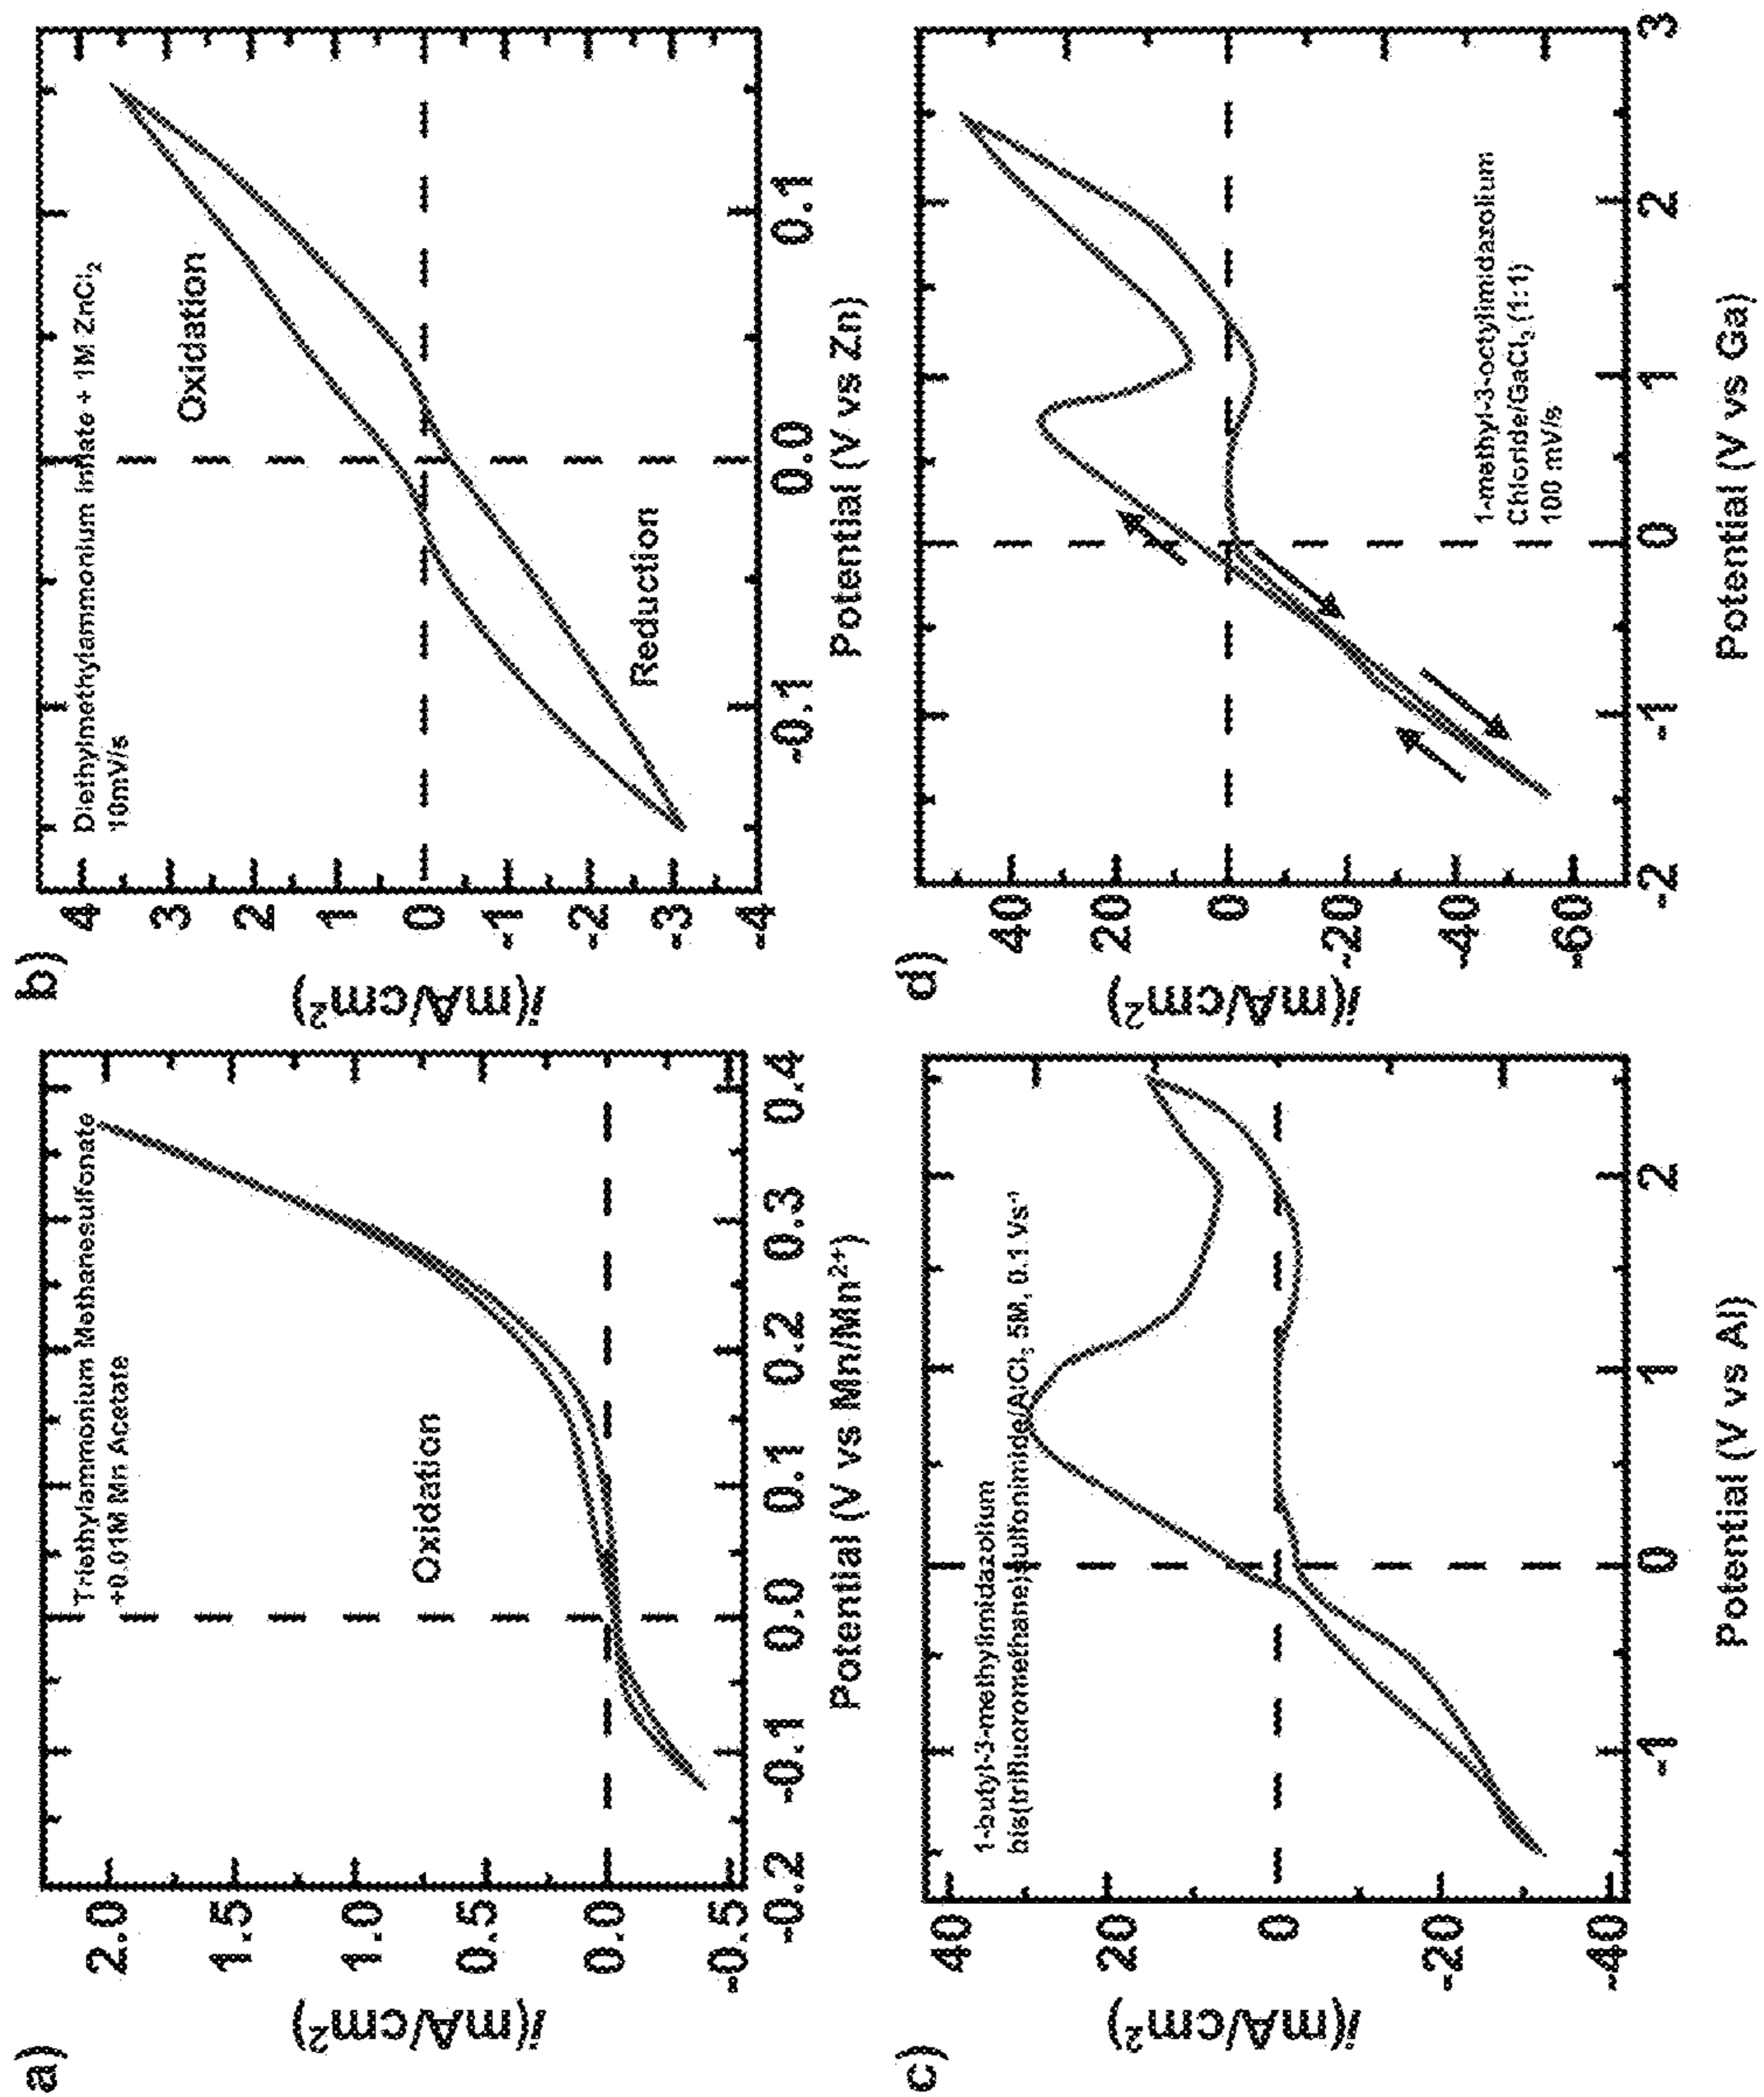 a)
Triethylammonium Methanesulfonate
+0.01M Mn Acetate
Oxidation
2.0
1.5
1.0
0.5
0.0
-0.5
i(mA/cm²)
-0.2 -0.1 0.0 0.1 0.2 0.3 0.4
Potential (V vs Mn/Mn²⁺)
b)
Diethylmethylammonium + 1M ZnCl₂
10mV/s
Oxidation
Reduction
4
3
2
1
0
-1
-2
-3
-4
i(mA/cm²)
-0.1 0.0 0.1
Potential (V vs Zn)
c)
1-butyl-3-methylimidazolium
bis(trifluoromethane)sulfonimide/AlCl₃ 5M, 0.1 Vs⁻¹
40
20
0
-20
-40
i(mA/cm²)
-1 0 1 2
Potential (V vs Al)
d)
1-methyl-3-octylimidazolium
Chloride/GaCl₃ (1:1)
100 mV/s
40
20
0
-20
-40
-60
i(mA/cm²)
-2 -1 0 1 2 3
Potential (V vs Ga)